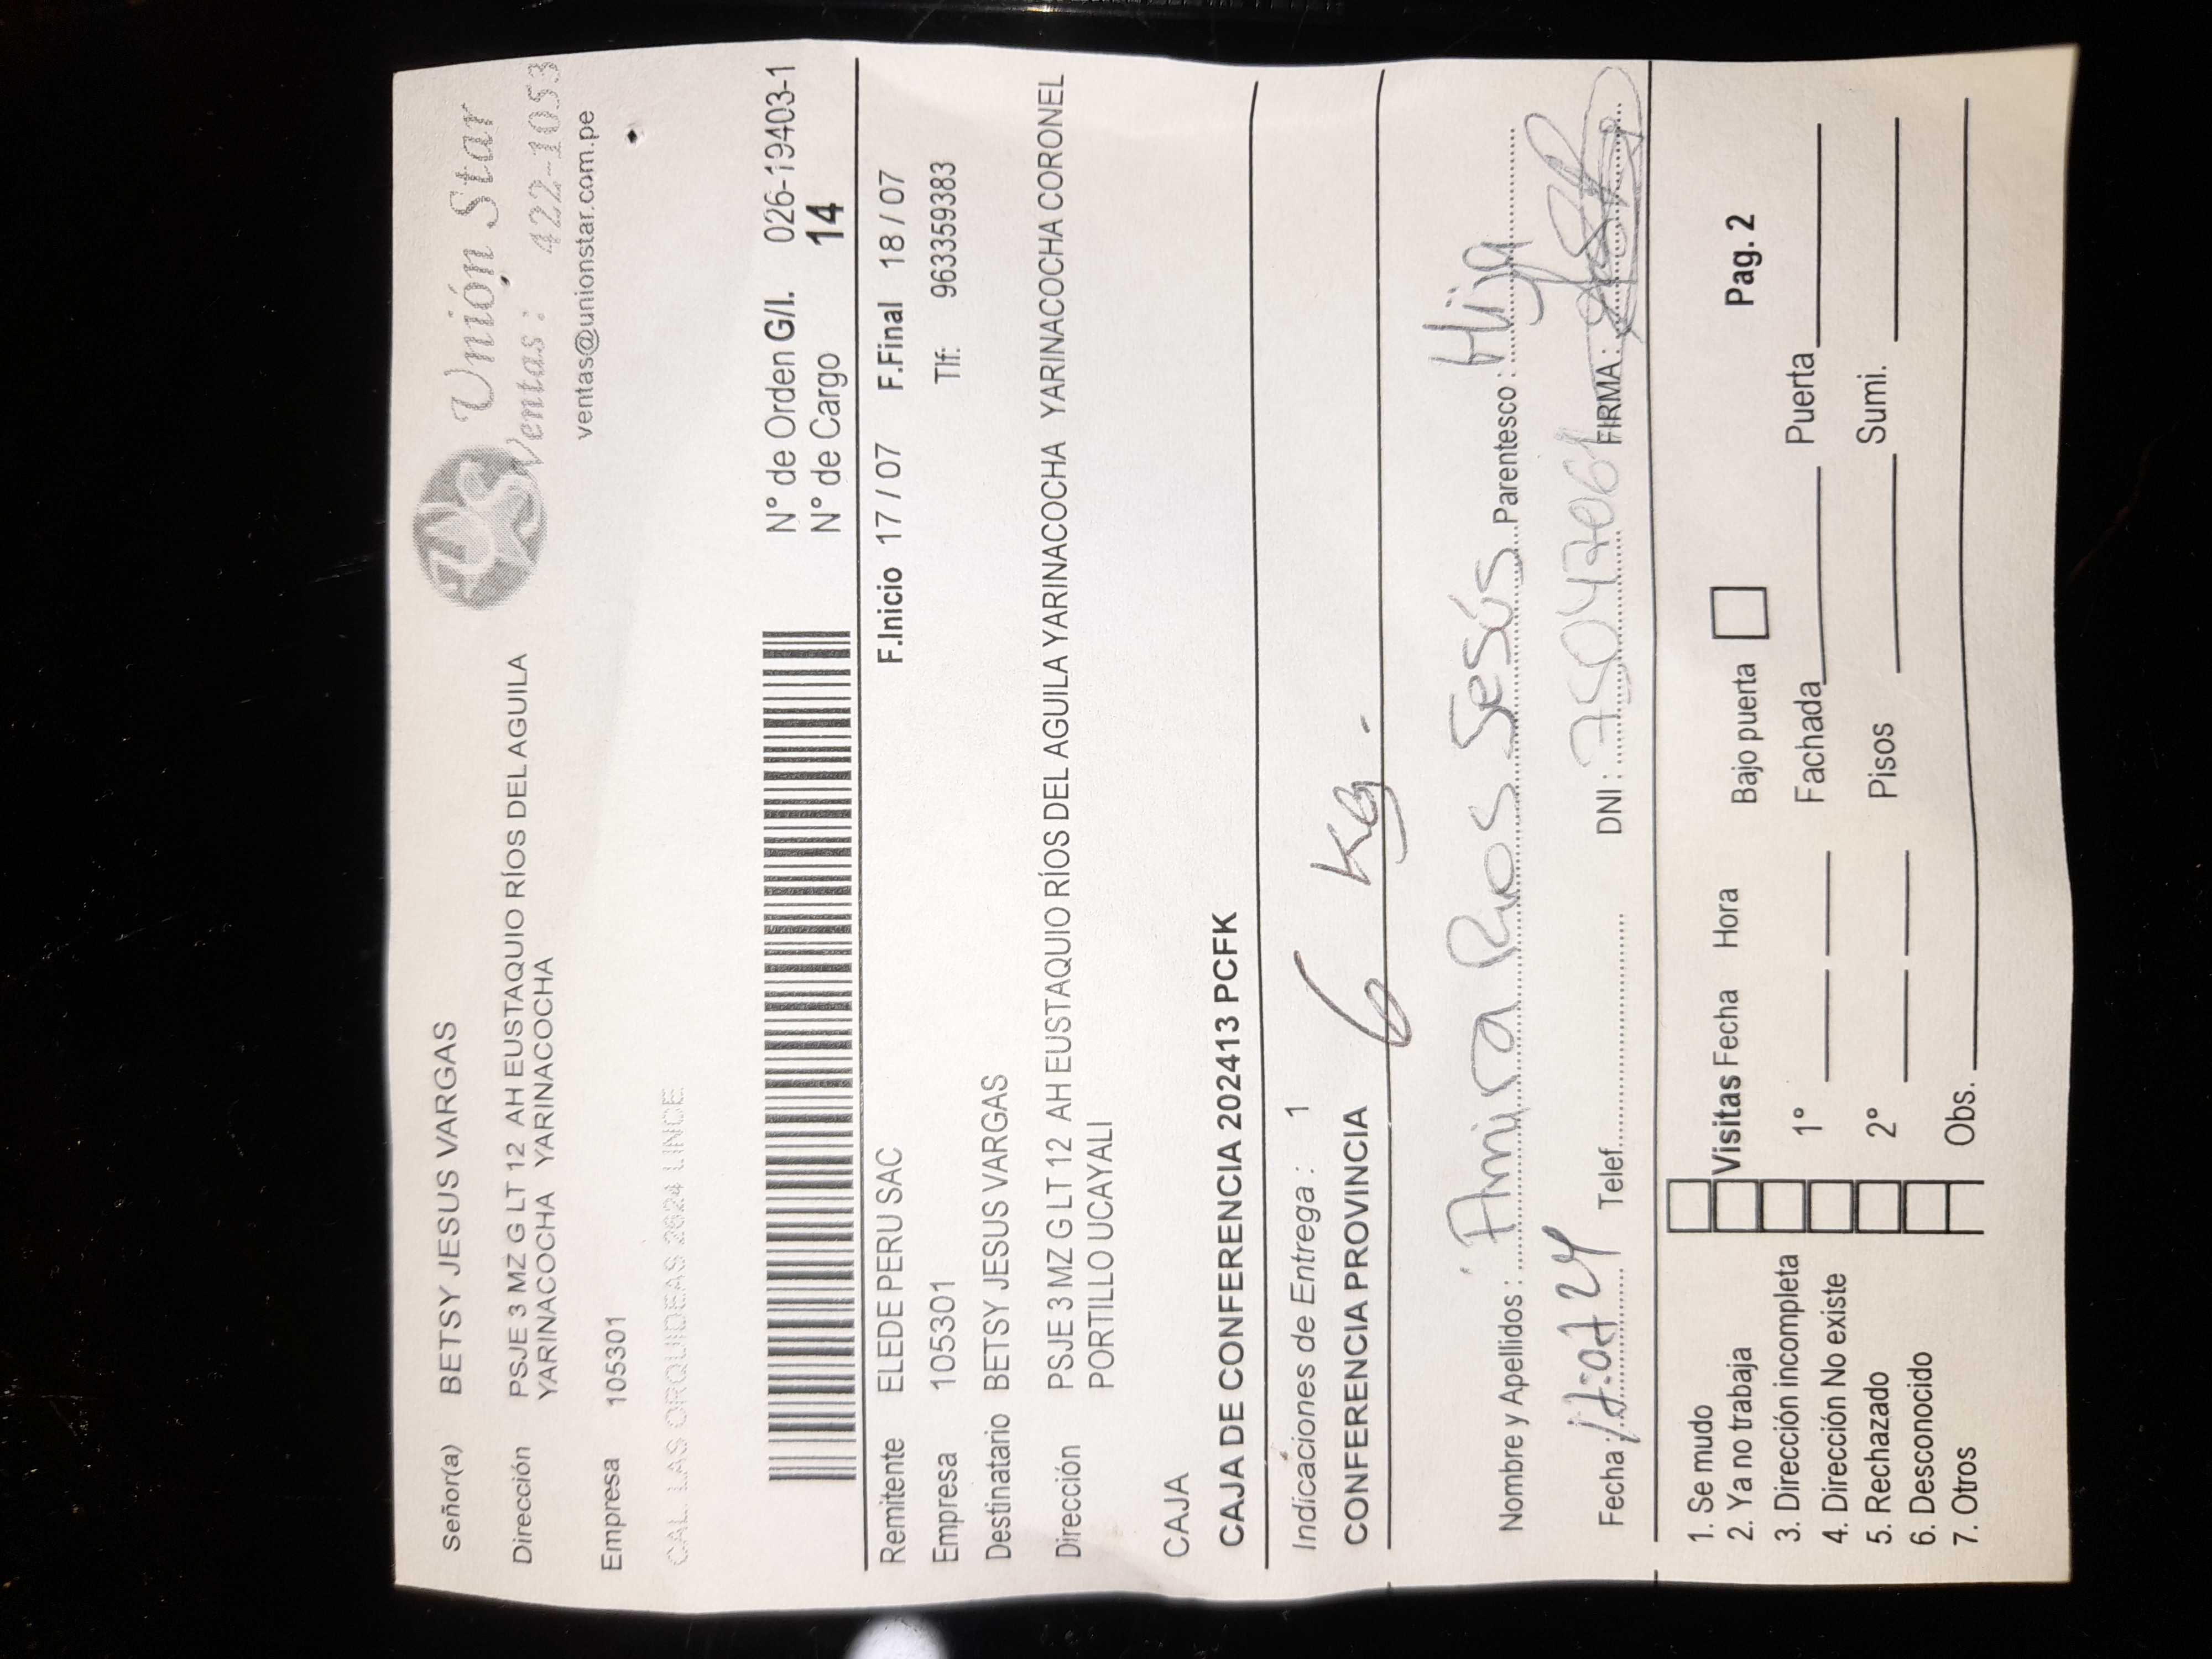 Señor(a) BETSY JESUS VARGAS
Unión Star
Ventas: 422-1053
ventas@unionstar.com.pe
Dirección PSJE 3 MZ G LT 12 AH EUSTAQUIO RÍOS DEL AGUILA
YARINACOCHA YARINACOCHA
Empresa 105301
CAL. LAS ORQUIDEAS 2624 LINCE
N° de Orden G/I. 026-19403-1
N° de Cargo 14
F.Inicio 17 / 07 F.Final 18 / 07
Remitente ELEDE PERU SAC
Empresa 105301 Tlf: 963359383
Destinatario BETSY JESUS VARGAS
Dirección PSJE 3 MZ G LT 12 AH EUSTAQUIO RÍOS DEL AGUILA YARINACOCHA YARINACOCHA CORONEL
PORTILLO UCAYALI
CAJA
CAJA DE CONFERENCIA 202413 PCFK
Indicaciones de Entrega : 1
CONFERENCIA PROVINCIA
6 Kg.
Nombre y Apellidos : Amira Rios Jesús Parentesco : Hija
Fecha : 17.07.24 Telef. DNI : FIRMA :
1. Se mudo
2. Ya no trabaja Visitas Fecha Hora Bajo puerta Pag. 2
3. Dirección incompleta
4. Dirección No existe 1° Fachada Puerta
5. Rechazado 2° Pisos Sumi.
6. Desconocido
7. Otros Obs.